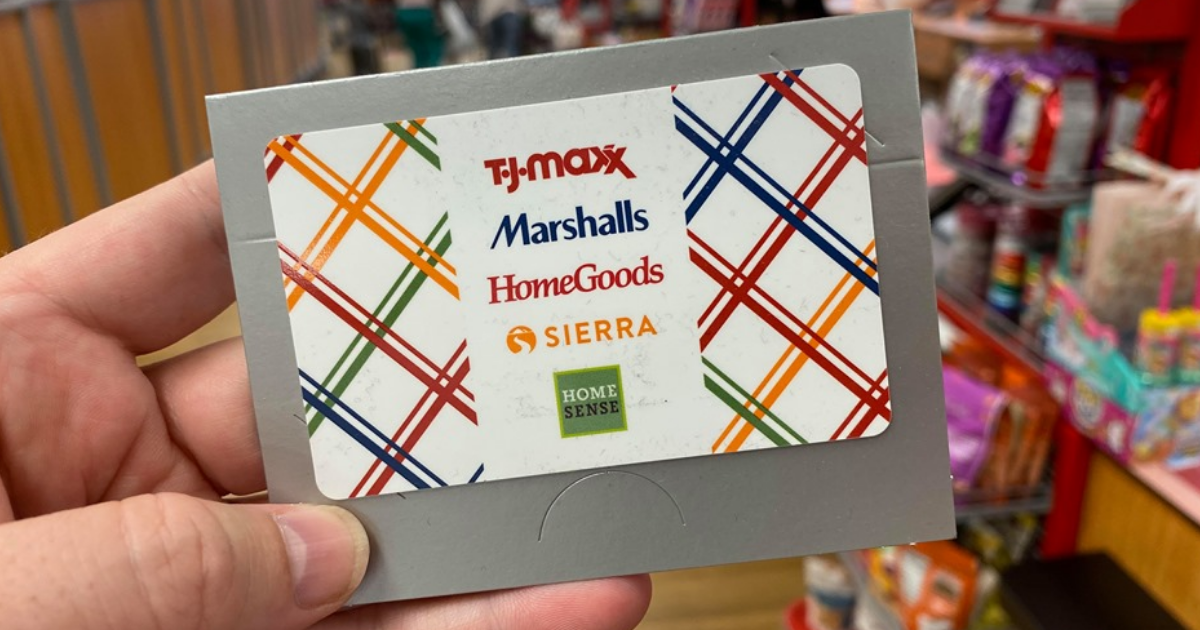 T·J·maxx
Marshalls
HomeGoods
SIERRA
HOME
SENSE